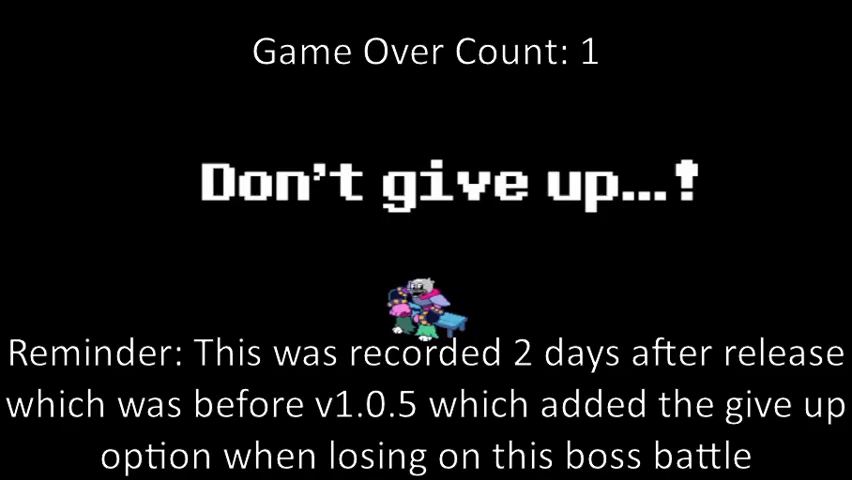 Game Over Count: 1
Don't give up...!
Reminder: This was recorded 2 days after release
which was before v1.0.5 which added the give up
option when losing on this boss battle